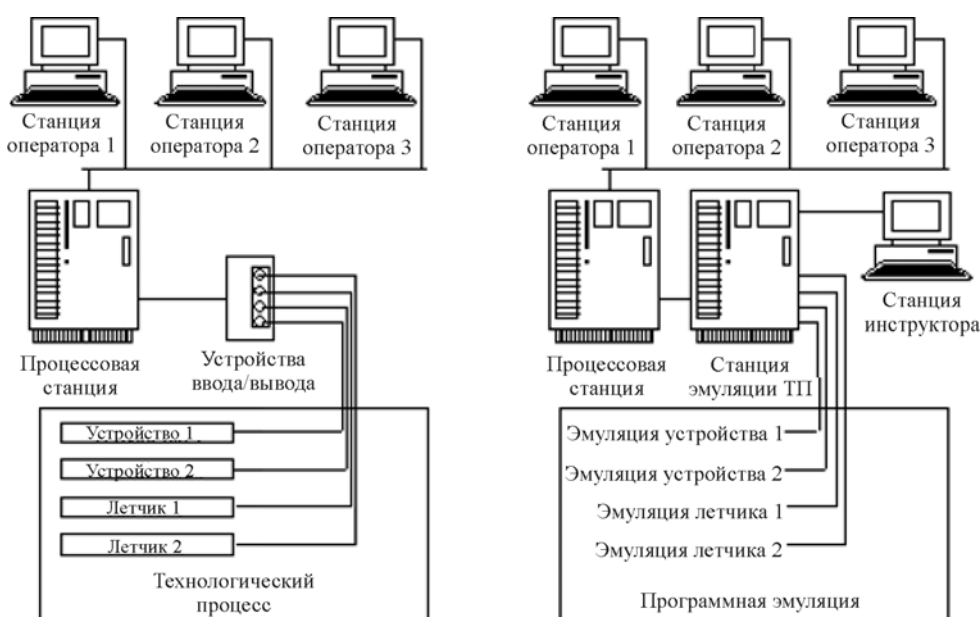 Станция
оператора 1
Станция
оператора 2
Станция
оператора 3
Процессовая
станция
Устройства
ввода/вывода
Устройство 1
Устройство 2
Летчик 1
Летчик 2
Технологический
процесс
Станция
оператора 1
Станция
оператора 2
Станция
оператора 3
Станция
инструктора
Процессовая
станция
Станция
эмуляции ТП
Эмуляция устройства 1
Эмуляция устройства 2
Эмуляция летчика 1
Эмуляция летчика 2
Программная эмуляция